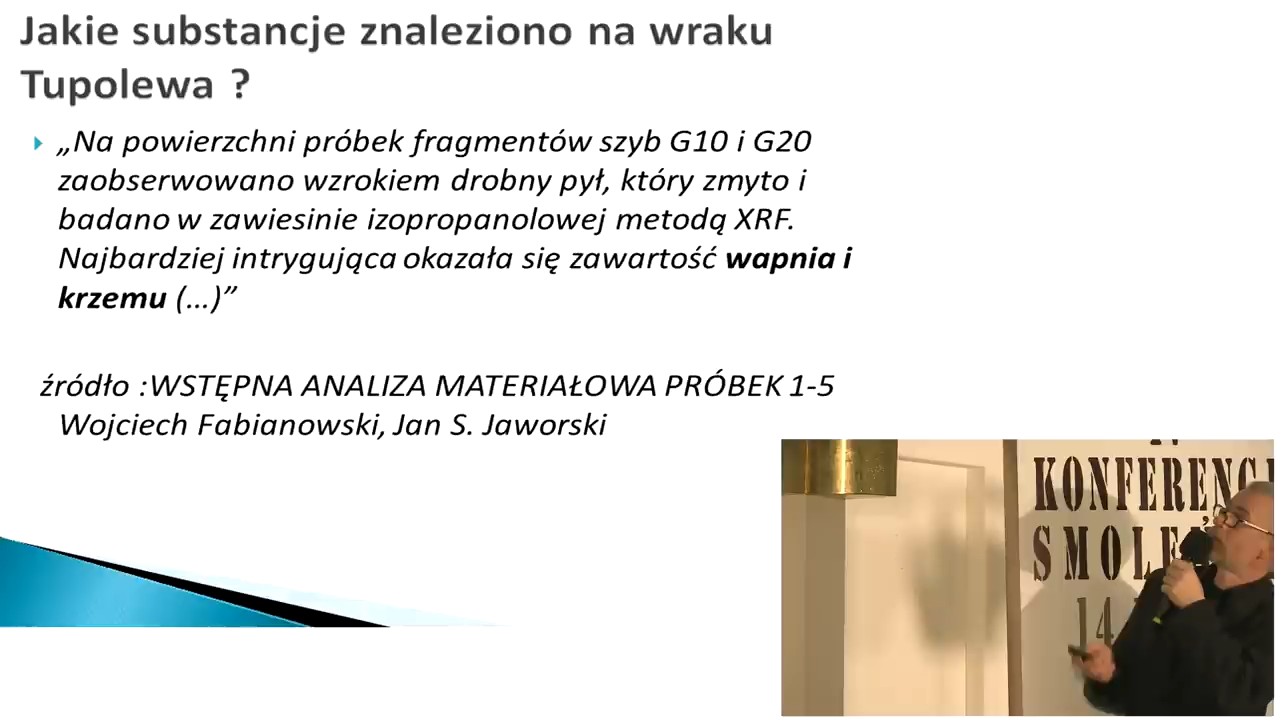 Jakie substancje znaleziono na wraku
Tupolewa ?
„Na powierzchni próbek fragmentów szyb G10 i G20
zaobserwowano wzrokiem drobny pył, który zmyto i
badano w zawiesinie izopropanolowej metodą XRF.
Najbardziej intrygująca okazała się zawartość wapnia i
krzemu (...)”
źródło :WSTĘPNA ANALIZA MATERIAŁOWA PRÓBEK 1-5
Wojciech Fabianowski, Jan S. Jaworski
KONFERENC
SMOLE
14